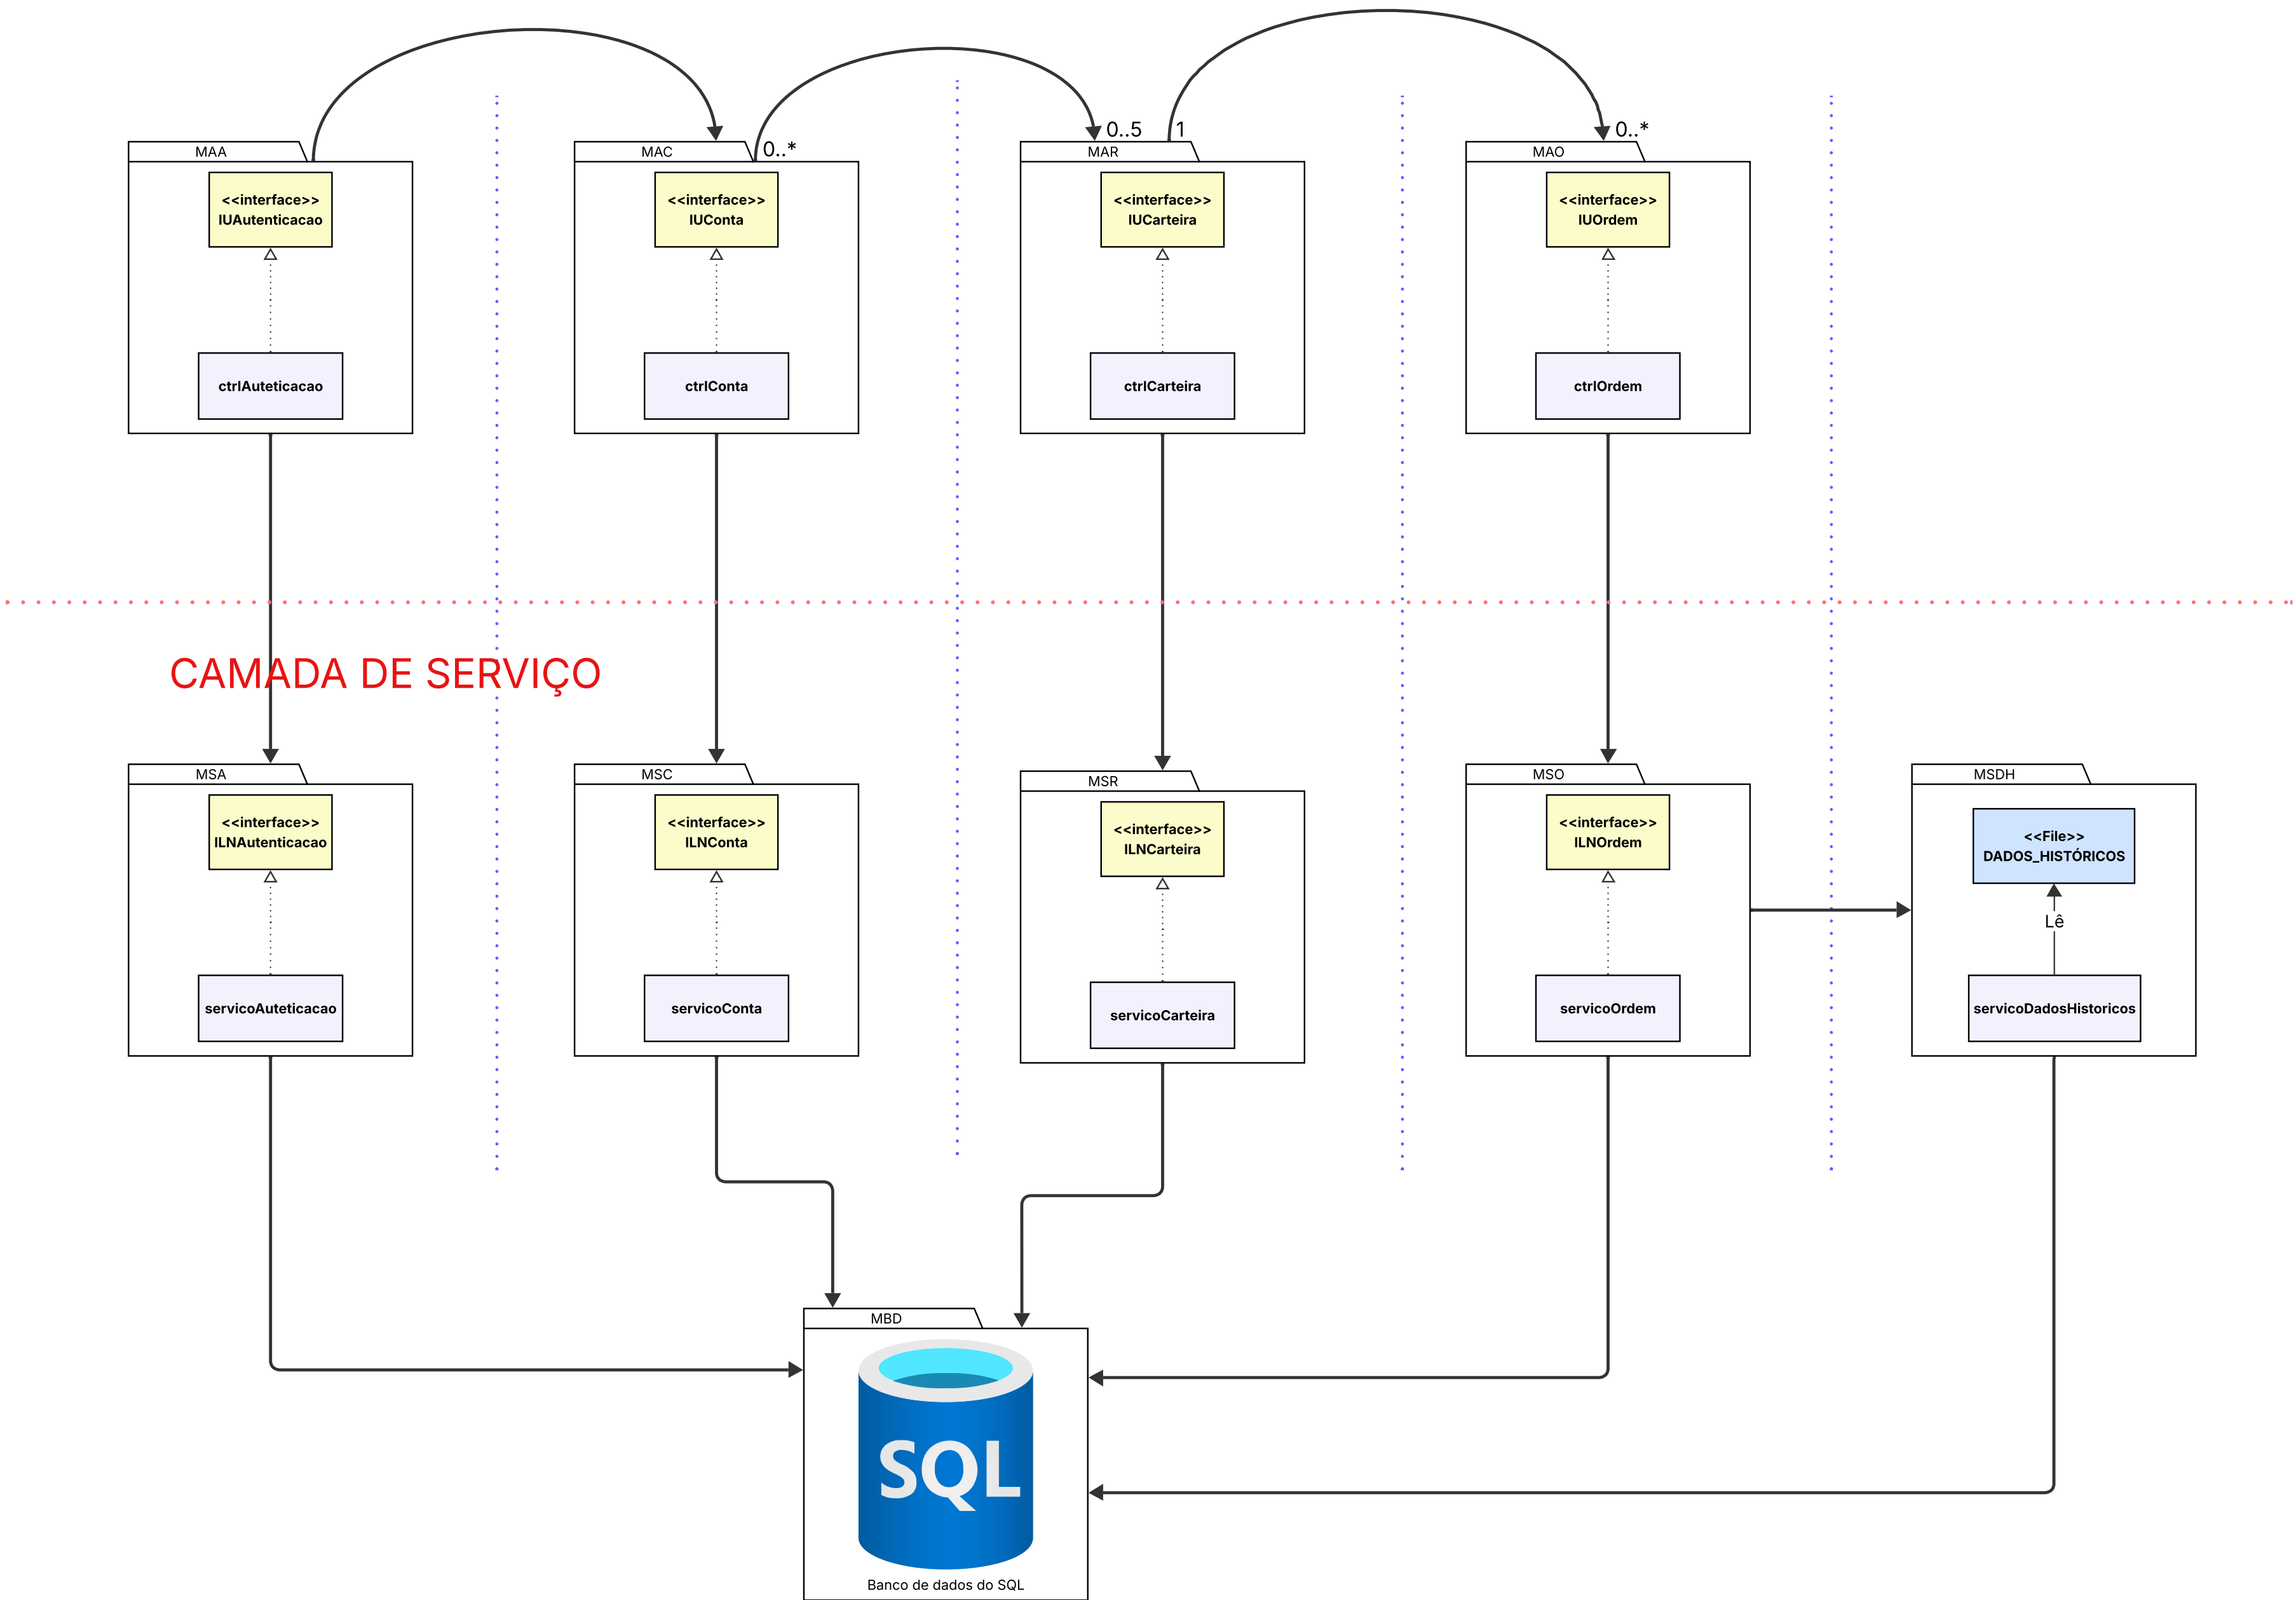 0..5
1
0..*
0..*
MAA
MAC
MAR
MAO
<<interface>>
IUAutenticacao
<<interface>>
IUConta
<<interface>>
IUCarteira
<<interface>>
IUOrdem
ctrlAuteticacao
ctrlConta
ctrlCarteira
ctrlOrdem
CAMADA DE SERVIÇO
MSA
MSC
MSR
MSO
MSDH
<<interface>>
ILNAutenticacao
<<interface>>
ILNConta
<<interface>>
ILNCarteira
<<interface>>
ILNOrdem
<<File>>
DADOS_HISTÓRICOS
Lê
servicoAuteticacao
servicoConta
servicoCarteira
servicoOrdem
servicoDadosHistoricos
MBD
SQL
Banco de dados do SQL